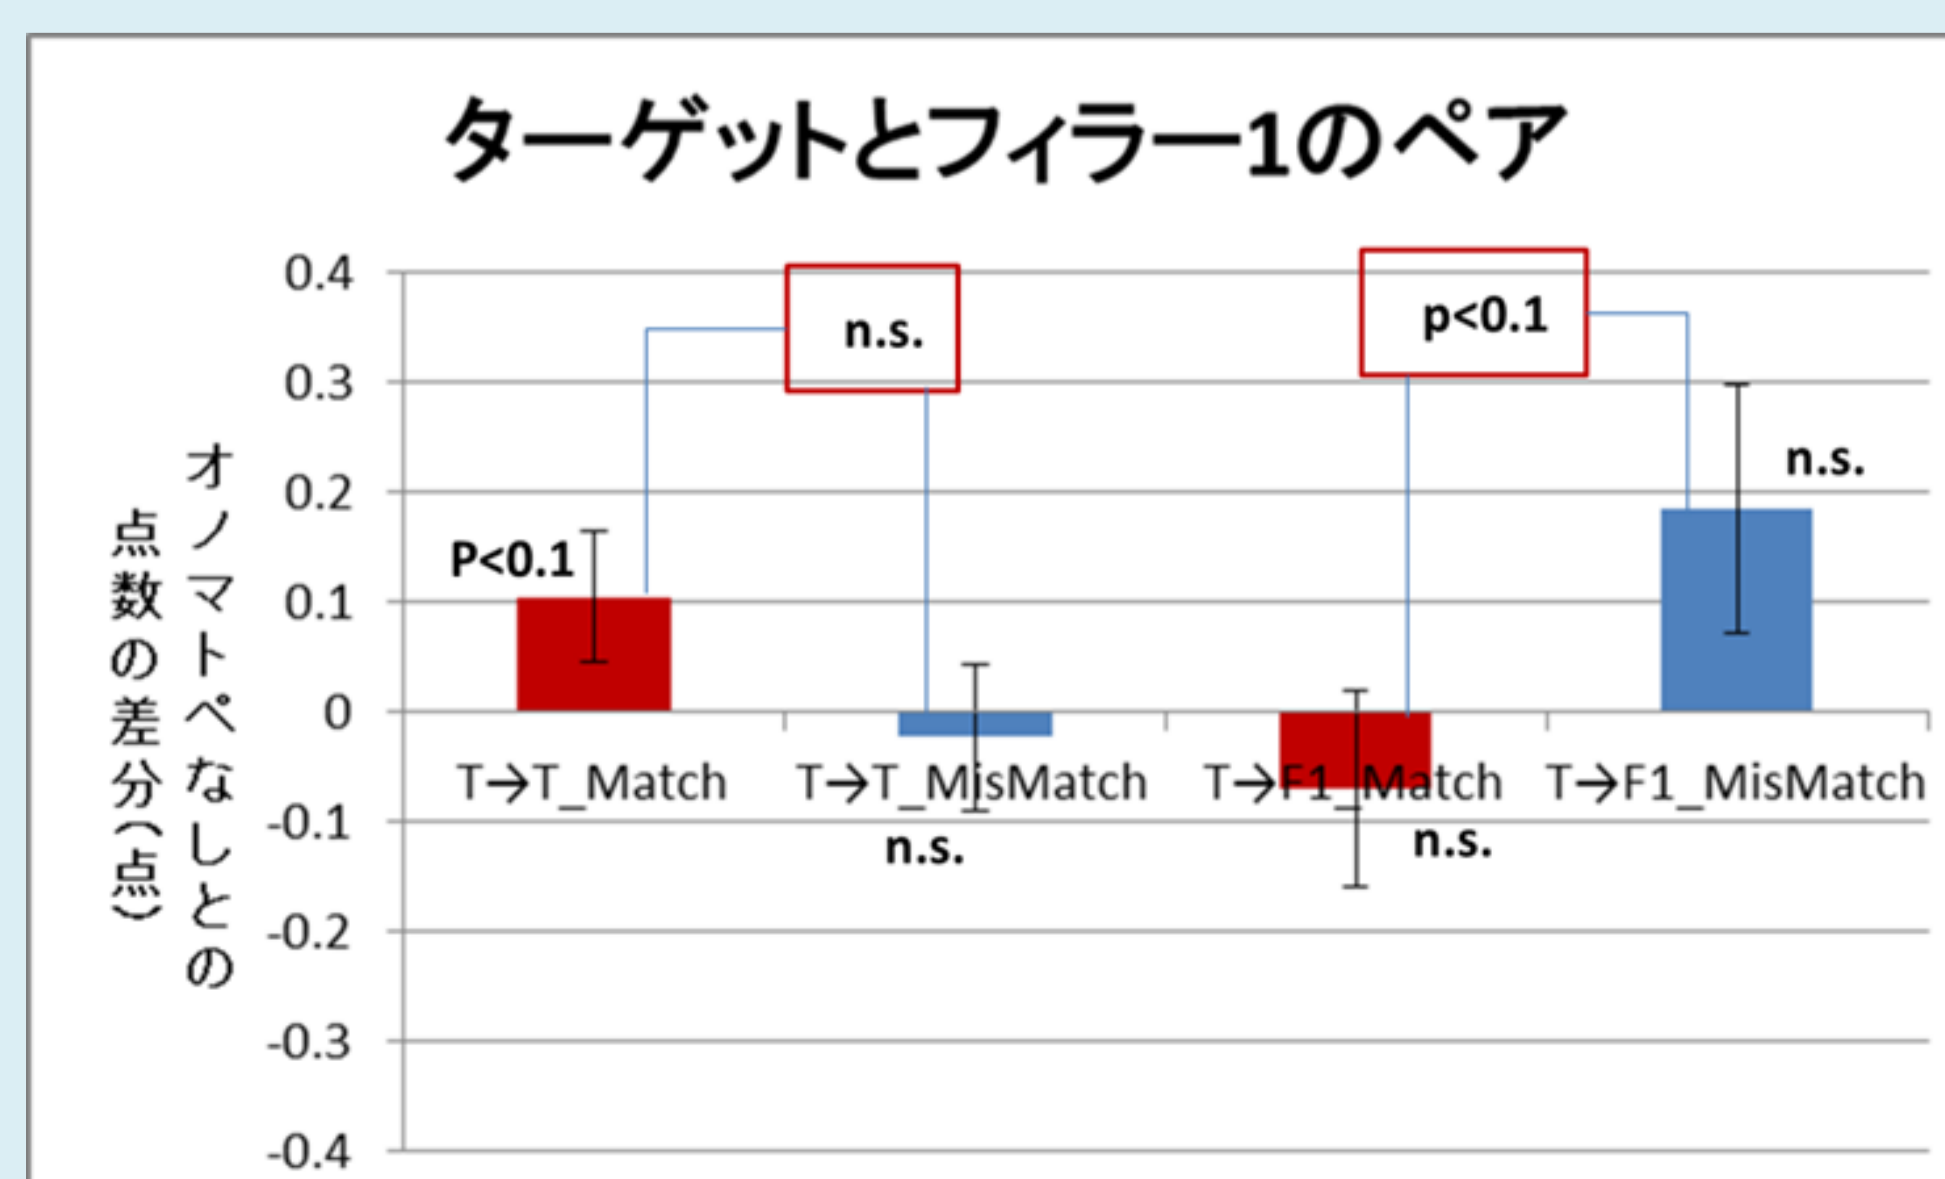 ターゲットとフィラー1のペア
オノマトペなしとの
点数の差分(点)
0.4
0.3
0.2
0.1
0
-0.1
-0.2
-0.3
-0.4
n.s.
p<0.1
P<0.1
n.s.
T→T_Match
T→T_MisMatch
T→F1_Match
T→F1_MisMatch
n.s.
n.s.